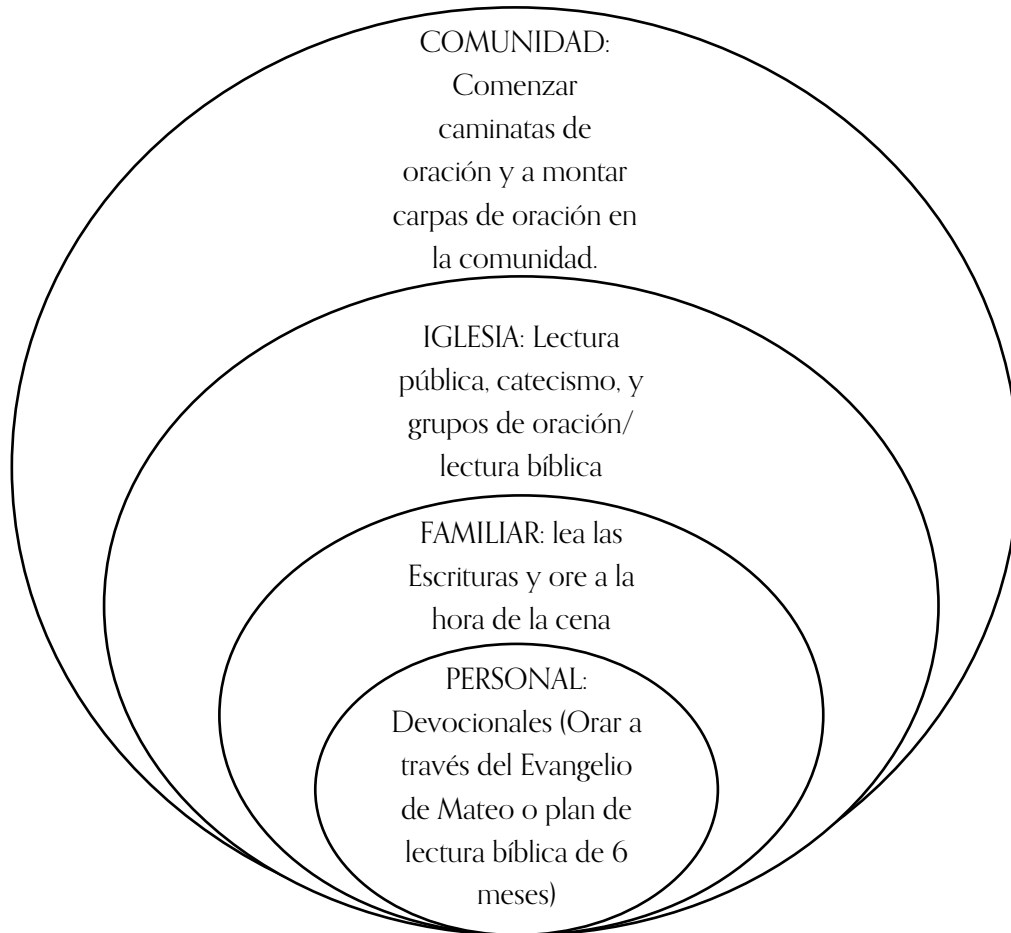 COMUNIDAD:
Comenzar
caminatas de
oración y a montar
carpas de oración en
la comunidad.
IGLESIA: Lectura
pública, catecismo, y
grupos de oración/
lectura bíblica
FAMILIAR: lea las
Escrituras y ore a la
hora de la cena
PERSONAL:
Devocionales (Orar a
través del Evangelio
de Mateo o plan de
lectura bíblica de 6
meses)